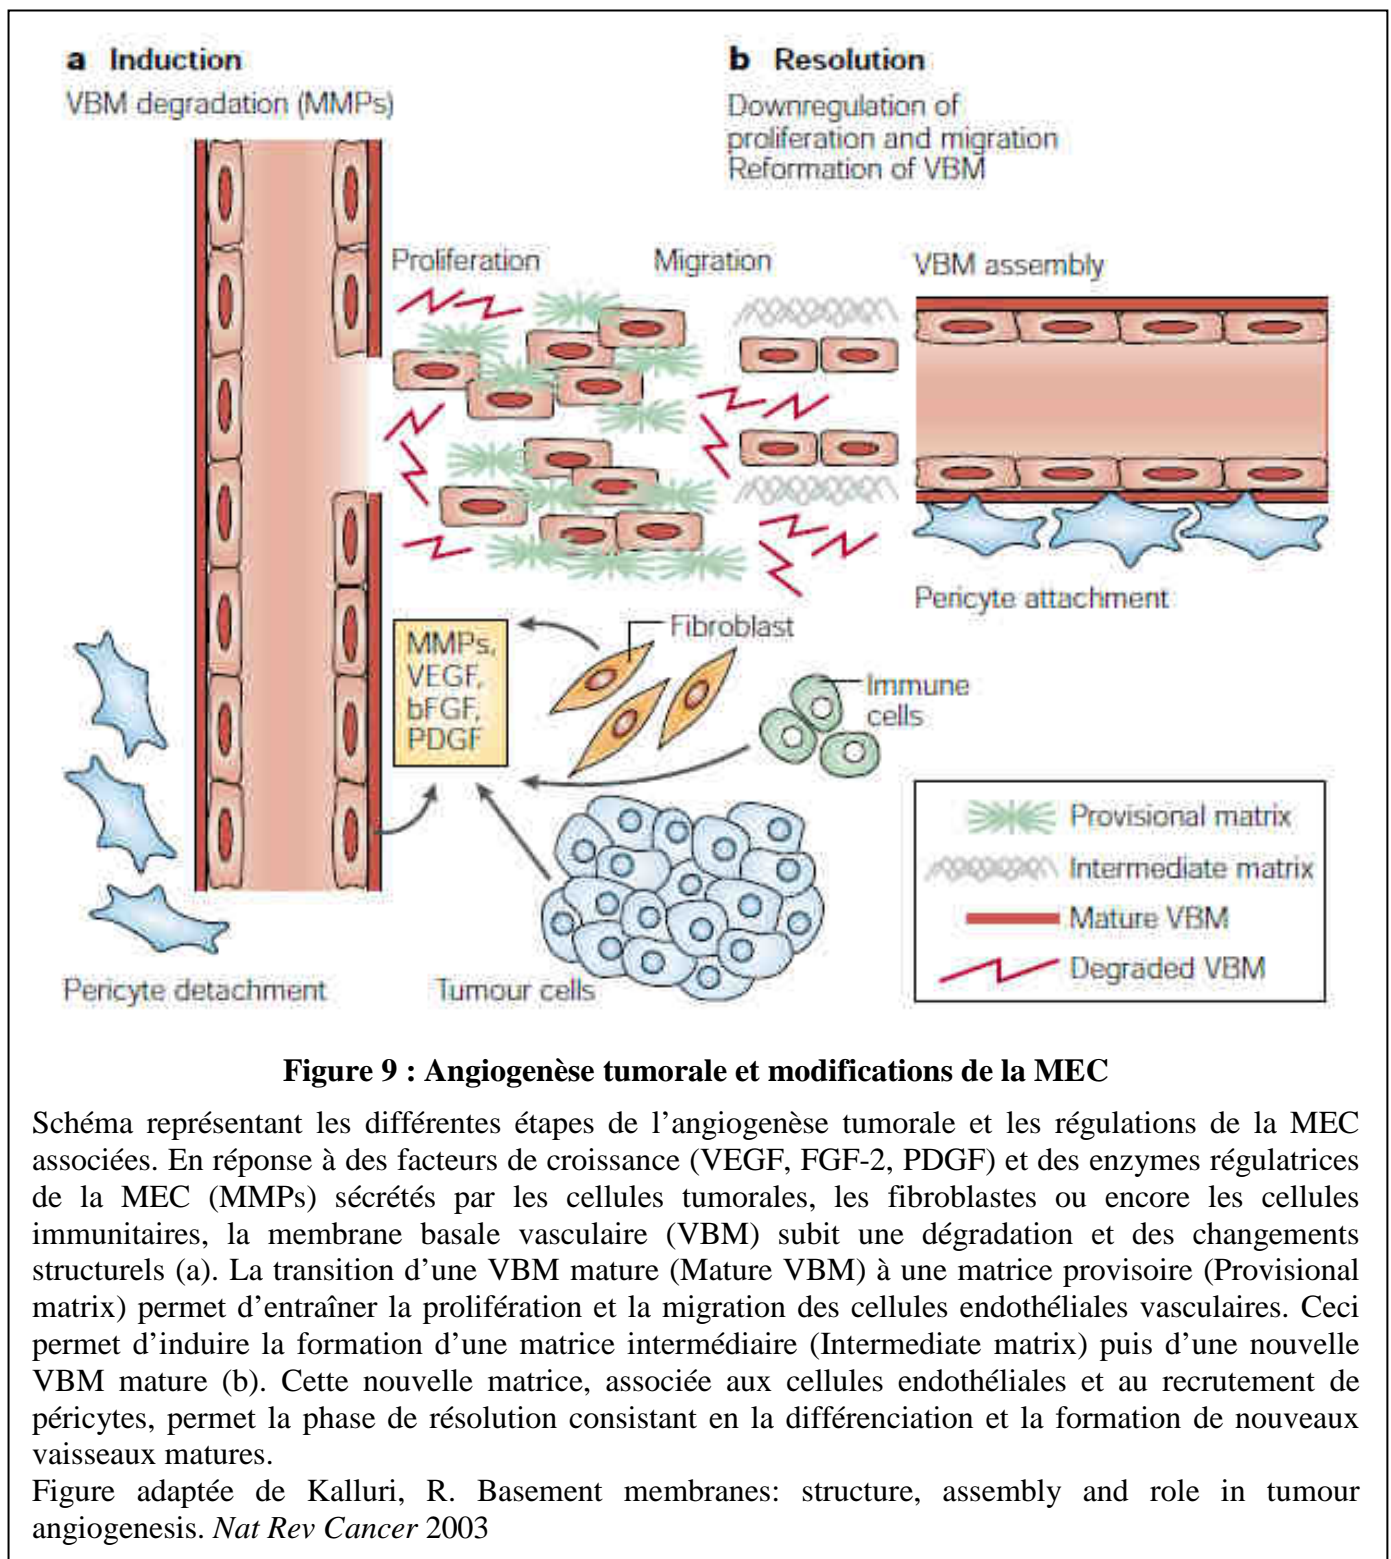 a Induction
VBM degradation (MMPs)
b Resolution
Downregulation of
proliferation and migration
Reformation of VBM
Proliferation
Migration
VBM assembly
Pericyte attachment
MMPs,
VEGF,
bFGF,
PDGF
Fibroblast
Immune
cells
Pericyte detachment
Tumour cells
Provisional matrix
Intermediate matrix
Mature VBM
Degraded VBM
Figure 9 : Angiogenèse tumorale et modifications de la MEC
Schéma représentant les différentes étapes de l’angiogenèse tumorale et les régulations de la MEC
associées. En réponse à des facteurs de croissance (VEGF, FGF-2, PDGF) et des enzymes régulatrices
de la MEC (MMPs) sécrétés par les cellules tumorales, les fibroblastes ou encore les cellules
immunitaires, la membrane basale vasculaire (VBM) subit une dégradation et des changements
structurels (a). La transition d’une VBM mature (Mature VBM) à une matrice provisoire (Provisional
matrix) permet d’entraîner la prolifération et la migration des cellules endothéliales vasculaires. Ceci
permet d’induire la formation d’une matrice intermédiaire (Intermediate matrix) puis d’une nouvelle
VBM mature (b). Cette nouvelle matrice, associée aux cellules endothéliales et au recrutement de
péricytes, permet la phase de résolution consistant en la différenciation et la formation de nouveaux
vaisseaux matures.
Figure adaptée de Kalluri, R. Basement membranes: structure, assembly and role in tumour
angiogenesis. Nat Rev Cancer 2003